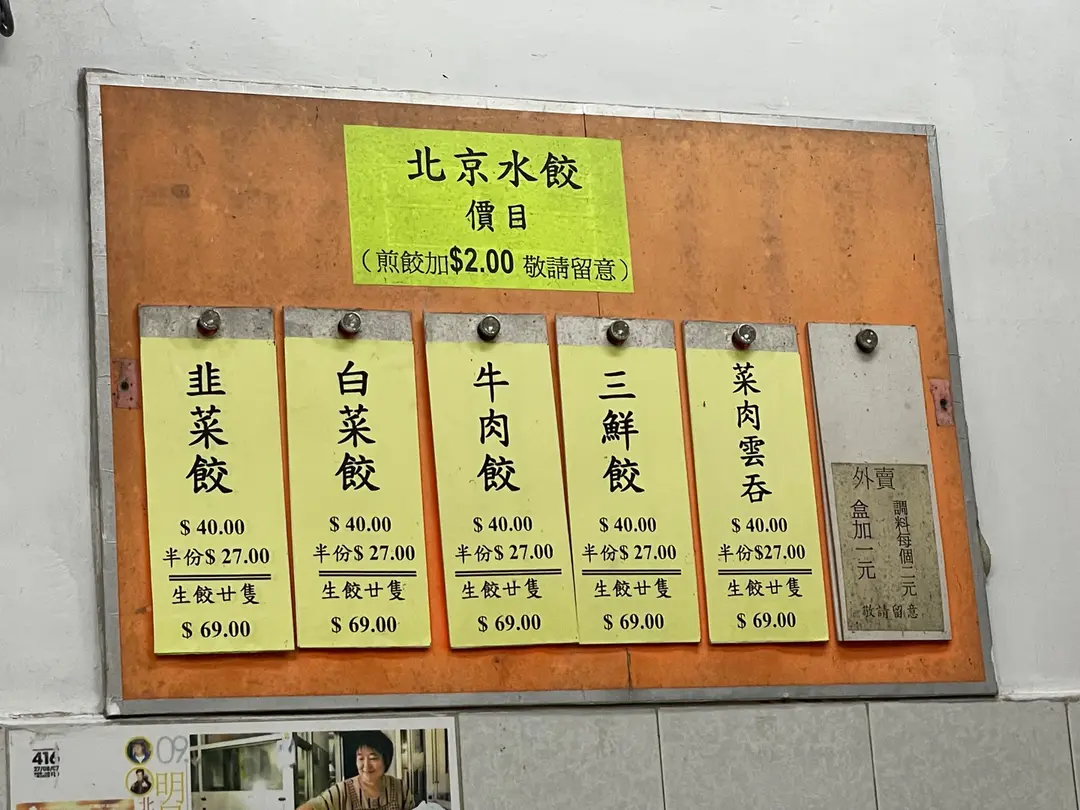 北京水餃
價目
（煎餃加$2.00 敬請留意）
韭菜餃
$ 40.00
半份$ 27.00
生餃廿隻
$ 69.00
白菜餃
$ 40.00
半份$ 27.00
生餃廿隻
$ 69.00
牛肉餃
$ 40.00
半份$ 27.00
生餃廿隻
$ 69.00
三鮮餃
$ 40.00
半份$ 27.00
生餃廿隻
$ 69.00
菜肉雲吞
$ 40.00
半份$27.00
生餃廿隻
$ 69.00
外賣
盒加一元
調料每個二元
敬請留意
416
09
明
北